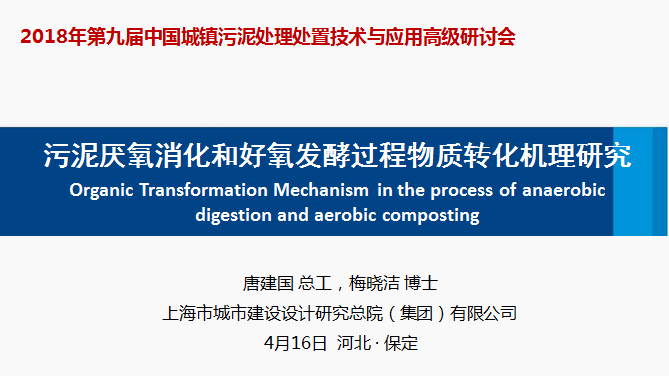 2018年第九届中国城镇污泥处理处置技术与应用高级研讨会
污泥厌氧消化和好氧发酵过程物质转化机理研究
Organic Transformation Mechanism in the process of anaerobic
digestion and aerobic composting
唐建国 总工，梅晓洁 博士
上海市城市建设设计研究总院（集团）有限公司
4月16日 河北·保定